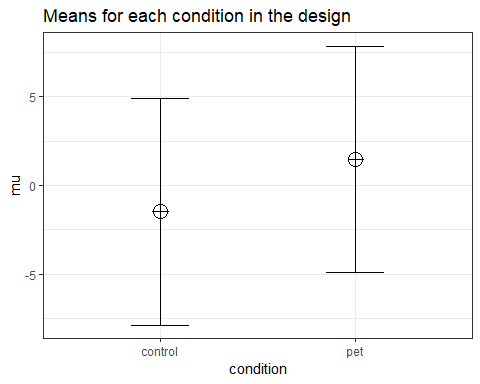 Means for each condition in the design
mu
5
0
-5
control
pet
condition